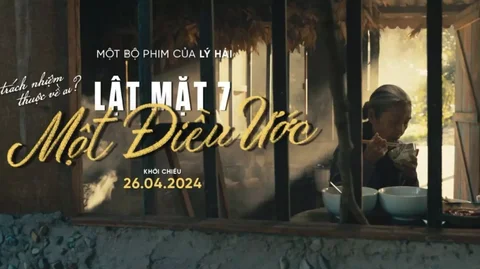 MỘT BỘ PHIM CỦA LÝ HẢI
trách nhiệm
thuộc về ai?
LẬT MẶT 7
Một Điều Ước
KHỞI CHIẾU
26.04.2024